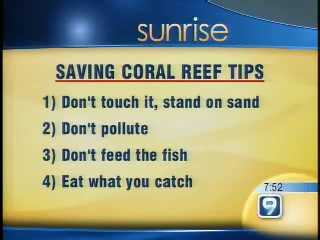 sunrise
SAVING CORAL REEF TIPS
1) Don't touch it, stand on sand
2) Don't pollute
3) Don't feed the fish
4) Eat what you catch
7:52
9